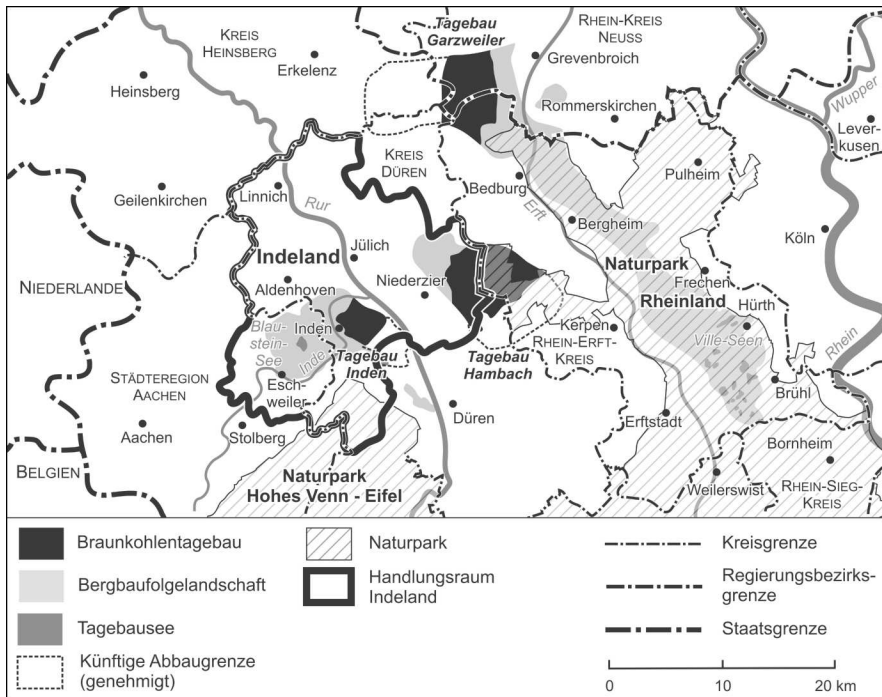 KREIS
HEINSBERG
Tagebau
Garzweiler
RHEIN-KREIS
NEUSS
Erkelenz
Grevenbroich
Heinsberg
Rommerskirchen
Wupper
Lever-
kusen
KREIS
DÜREN
Bedburg
Pulheim
Geilenkirchen
Linnich
Rur
Erft
Bergheim
Köln
Jülich
Indeland
NIEDERLANDE
Aldenhoven
Niederzier
Naturpark
Rheinland
Frechen
Hürth
Blau-
stein-
See
Inden
Inde
Tagebau
Inden
Tagebau
Hambach
Kerpen
RHEIN-ERFT-
KREIS
Ville-Seen
Rhein
STÄDTEREGION
AACHEN
Esch-
weiler
Brühl
Aachen
Stolberg
Düren
Erftstadt
Bornheim
BELGIEN
Naturpark
Hohes Venn - Eifel
Weilerswist
RHEIN-SIEG-
KREIS
Braunkohlentagebau
Bergbaufolgelandschaft
Tagebausee
Künftige Abbaugrenze
(genehmigt)
Naturpark
Handlungsraum
Indeland
Kreisgrenze
Regierungsbezirks-
grenze
Staatsgrenze
0 10 20 km